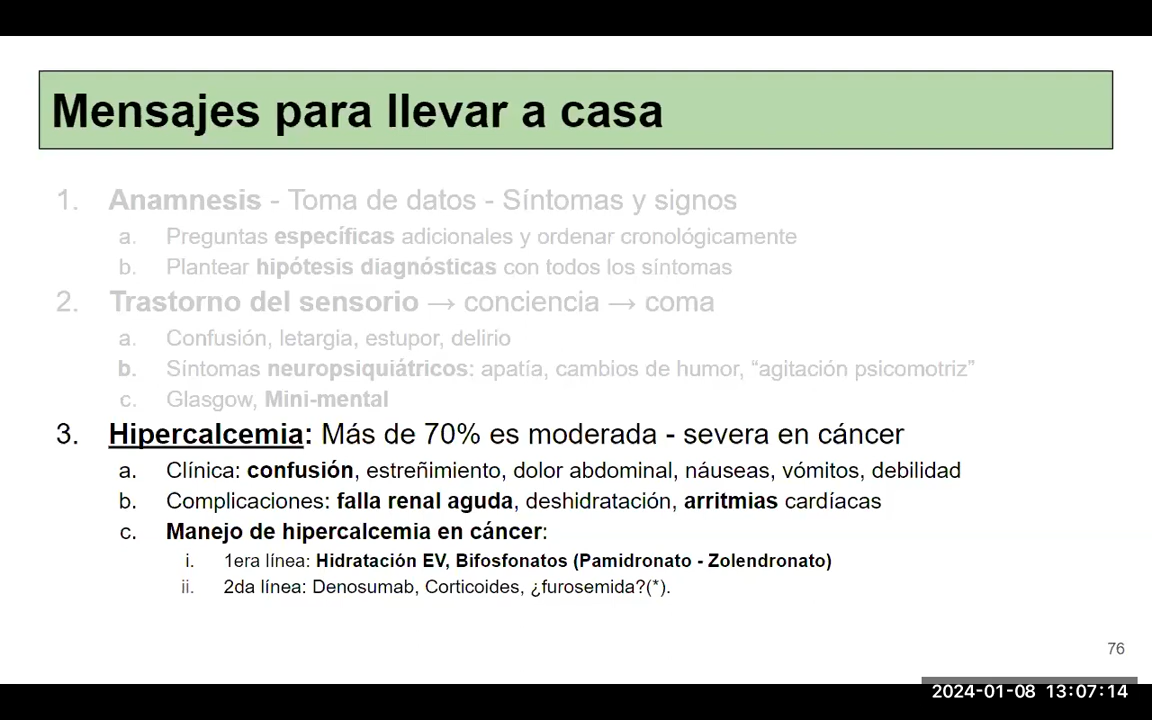 Mensajes para llevar a casa
1. Anamnesis - Toma de datos - Síntomas y signos
a. Preguntas específicas adicionales y ordenar cronológicamente
b. Plantear hipótesis diagnósticas con todos los síntomas
2. Trastorno del sensorio → conciencia → coma
a. Confusión, letargia, estupor, delirio
b. Síntomas neuropsiquiátricos: apatía, cambios de humor, “agitación psicomotriz”
c. Glasgow, Mini-mental
3. Hipercalcemia: Más de 70% es moderada - severa en cáncer
a. Clínica: confusión, estreñimiento, dolor abdominal, náuseas, vómitos, debilidad
b. Complicaciones: falla renal aguda, deshidratación, arritmias cardíacas
c. Manejo de hipercalcemia en cáncer:
i. 1era línea: Hidratación EV, Bifosfonatos (Pamidronato - Zolendronato)
ii. 2da línea: Denosumab, Corticoides, ¿furosemida?(*).
76
2024-01-08 13:07:14